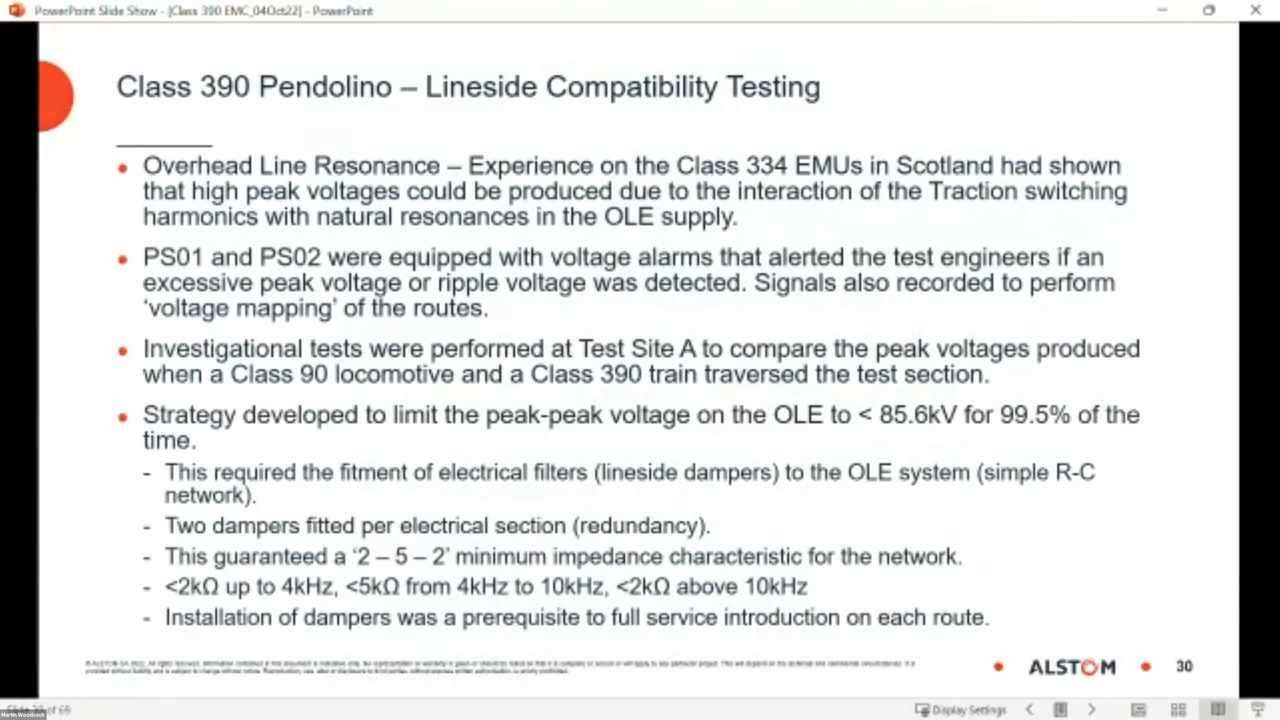 PowerPoint Slide Show - [Class 390 EMC_04Oct22] - PowerPoint
Class 390 Pendolino – Lineside Compatibility Testing
• Overhead Line Resonance – Experience on the Class 334 EMUs in Scotland had shown
that high peak voltages could be produced due to the interaction of the Traction switching
harmonics with natural resonances in the OLE supply.
• PS01 and PS02 were equipped with voltage alarms that alerted the test engineers if an
excessive peak voltage or ripple voltage was detected. Signals also recorded to perform
‘voltage mapping’ of the routes.
• Investigational tests were performed at Test Site A to compare the peak voltages produced
when a Class 90 locomotive and a Class 390 train traversed the test section.
• Strategy developed to limit the peak-peak voltage on the OLE to < 85.6kV for 99.5% of the
time.
- This required the fitment of electrical filters (lineside dampers) to the OLE system (simple R-C
network).
- Two dampers fitted per electrical section (redundancy).
- This guaranteed a ‘2 – 5 – 2’ minimum impedance characteristic for the network.
- <2kΩ up to 4kHz, <5kΩ from 4kHz to 10kHz, <2kΩ above 10kHz
- Installation of dampers was a prerequisite to full service introduction on each route.
ALSTOM
30
of 69
Martin Woodcock
Display Settings